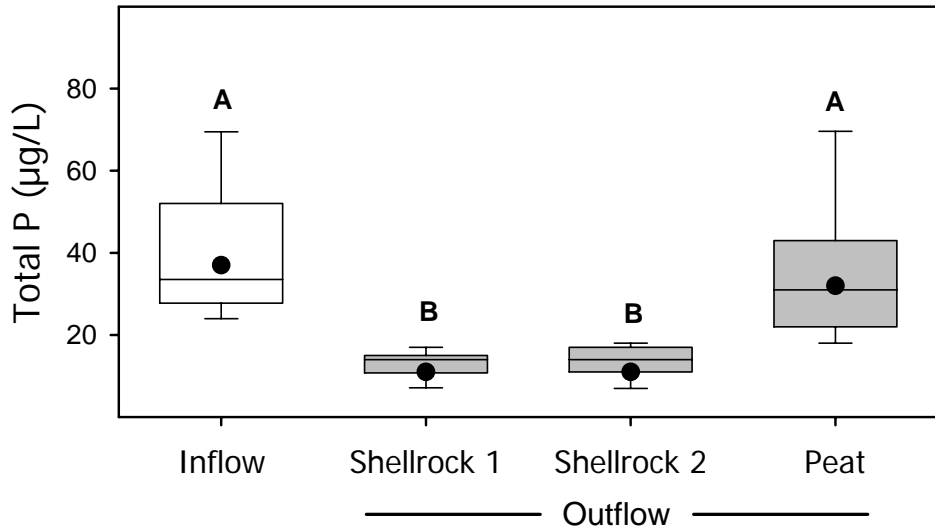 Total P (µg/L)
80
60
40
20
A
B
B
A
Inflow
Shellrock 1
Shellrock 2
Peat
Outflow